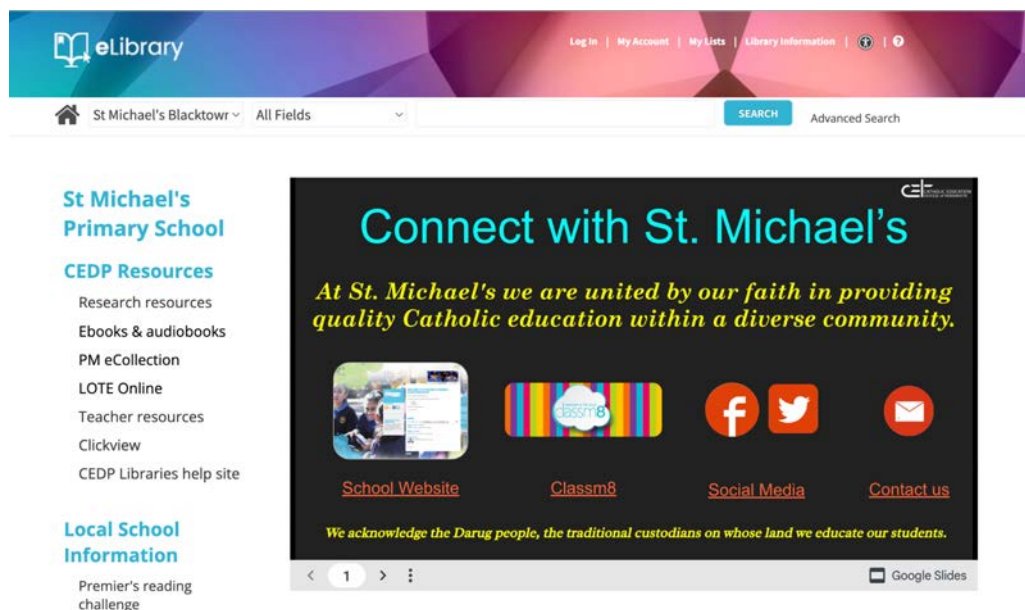 eLibrary
Log In | My Account | My Lists | Library Information |
St Michael's Blacktowr
All Fields
SEARCH
Advanced Search
St Michael's
Primary School
CEDP Resources
Research resources
Ebooks & audiobooks
PM eCollection
LOTE Online
Teacher resources
Clickview
CEDP Libraries help site
Local School
Information
Premier's reading
challenge
Connect with St. Michael's
At St. Michael's we are united by our faith in providing
quality Catholic education within a diverse community.
classm8
School Website
Classm8
Social Media
Contact us
We acknowledge the Darug people, the traditional custodians on whose land we educate our students.
1
Google Slides